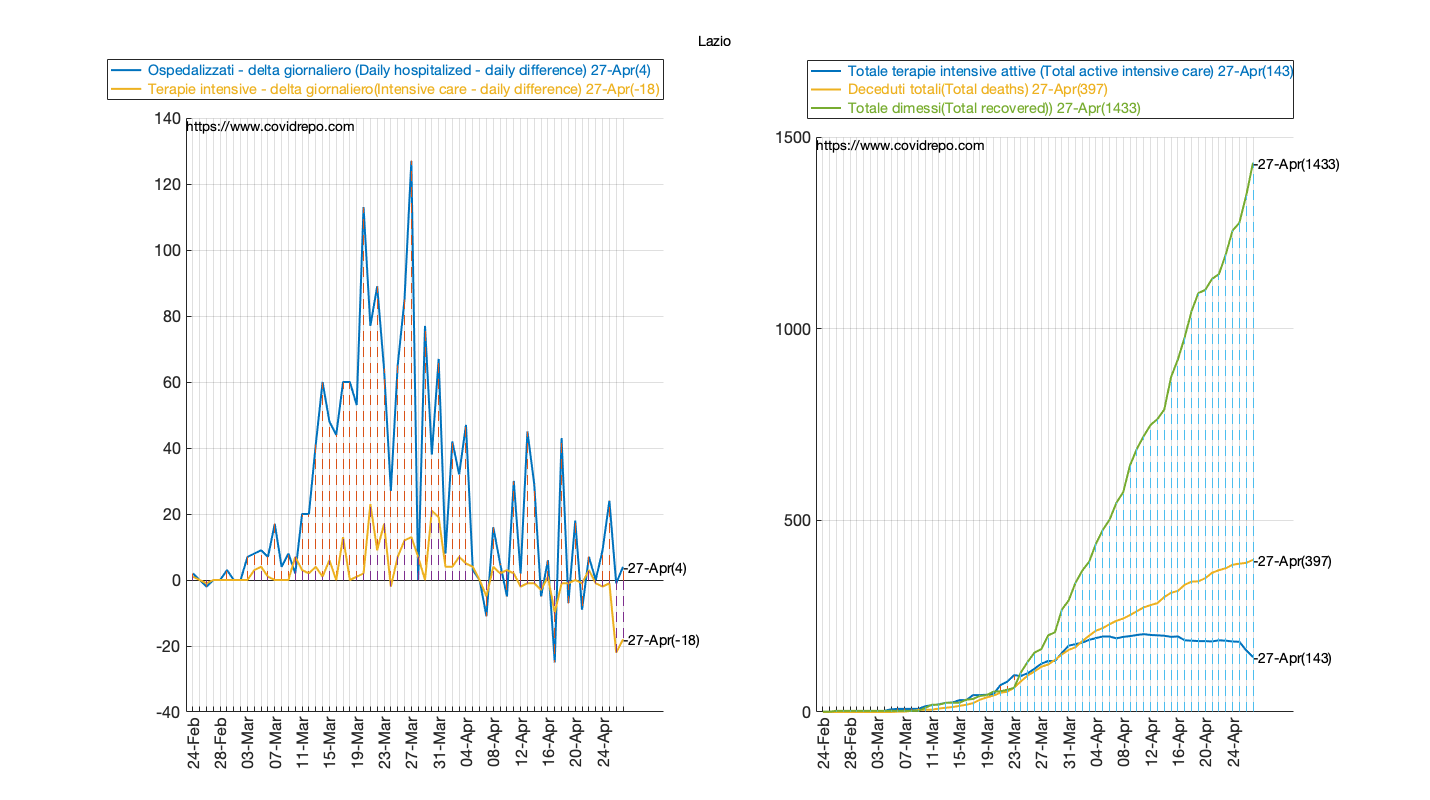 Lazio
Ospedalizzati - delta giornaliero (Daily hospitalized - daily difference) 27-Apr(4)
Terapie intensive - delta giornaliero(Intensive care - daily difference) 27-Apr(-18)
140
https://www.covidrepo.com
120
100
80
60
40
20
0
-20
-40
-27-Apr(4)
-27-Apr(-18)
24-Feb
28-Feb
03-Mar
07-Mar
11-Mar
15-Mar
19-Mar
23-Mar
27-Mar
31-Mar
04-Apr
08-Apr
12-Apr
16-Apr
20-Apr
24-Apr
Totale terapie intensive attive (Total active intensive care) 27-Apr(143)
Deceduti totali(Total deaths) 27-Apr(397)
Totale dimessi(Total recovered)) 27-Apr(1433)
1500
https://www.covidrepo.com
1000
500
0
-27-Apr(1433)
-27-Apr(397)
-27-Apr(143)
24-Feb
28-Feb
03-Mar
07-Mar
11-Mar
15-Mar
19-Mar
23-Mar
27-Mar
31-Mar
04-Apr
08-Apr
12-Apr
16-Apr
20-Apr
24-Apr